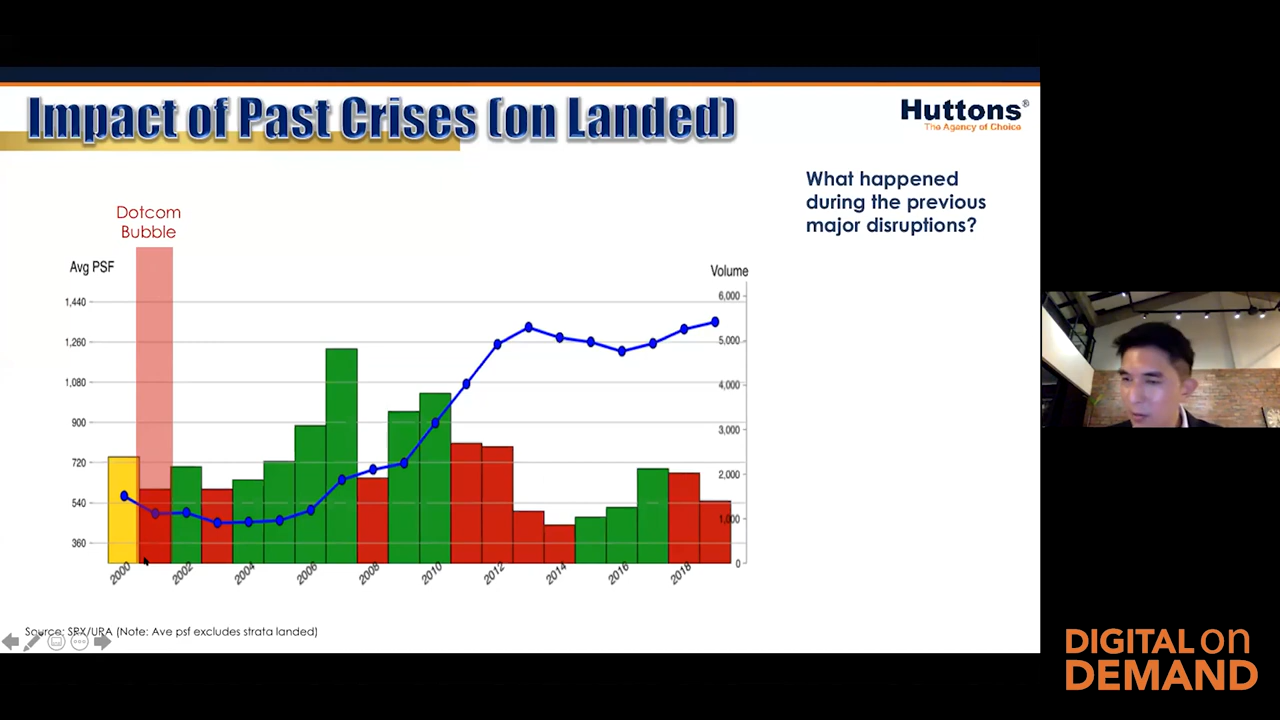 Impact of Past Crises (on Landed)
Huttons®
The Agency of Choice
What happened
during the previous
major disruptions?
Dotcom
Bubble
Avg PSF
Volume
1,440
1,260
1,080
900
720
540
360
6,000
5,000
4,000
3,000
2,000
1,000
0
2000
2002
2004
2006
2008
2010
2012
2014
2016
2018
Source: SRX/URA (Note: Ave psf excludes strata landed)
DIGITAL on
DEMAND